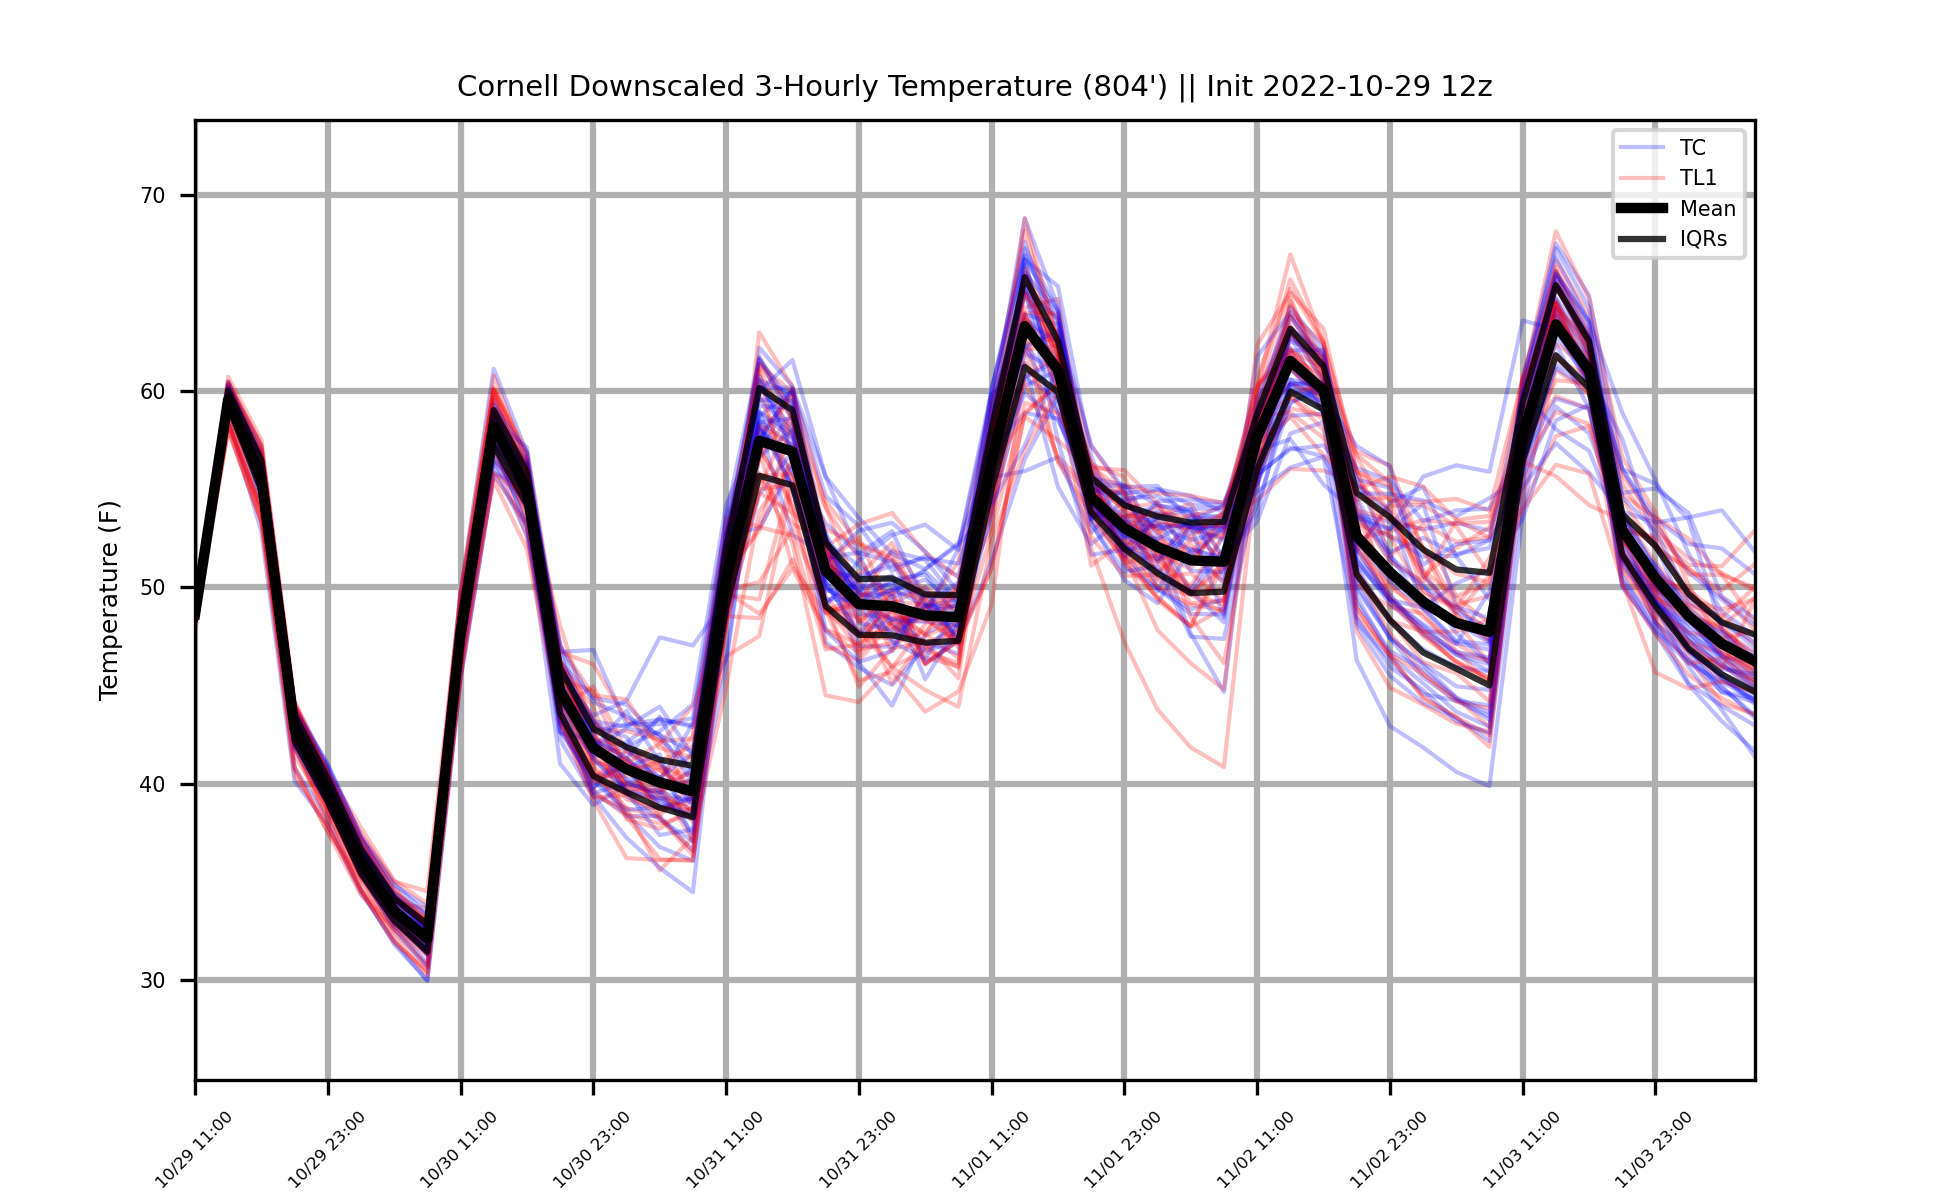 Cornell Downscaled 3-Hourly Temperature (804') || Init 2022-10-29 12z
TC
TL1
Mean
IQRs
Temperature (F)
70
60
50
40
30
10/29 11:00
10/29 23:00
10/30 11:00
10/30 23:00
10/31 11:00
10/31 23:00
11/01 11:00
11/01 23:00
11/02 11:00
11/02 23:00
11/03 11:00
11/03 23:00